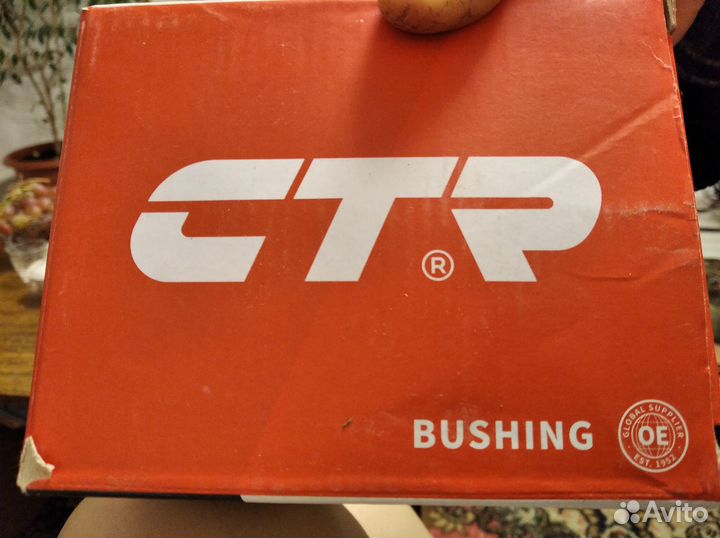 CTR
®
BUSHING
GLOBAL SUPPLIER
OE
EST. 1952
Avito